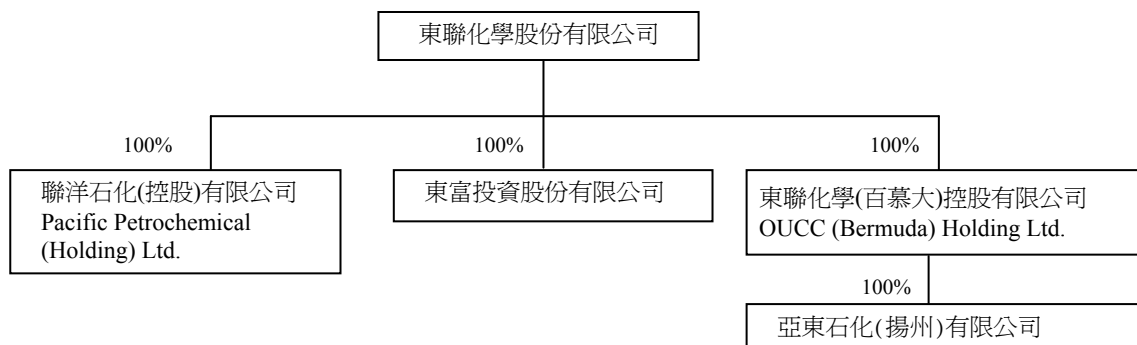 東聯化學股份有限公司
100%
100%
100%
聯洋石化(控股)有限公司
Pacific Petrochemical
(Holding) Ltd.
東富投資股份有限公司
東聯化學(百慕大)控股有限公司
OUCC (Bermuda) Holding Ltd.
100%
亞東石化(揚州)有限公司